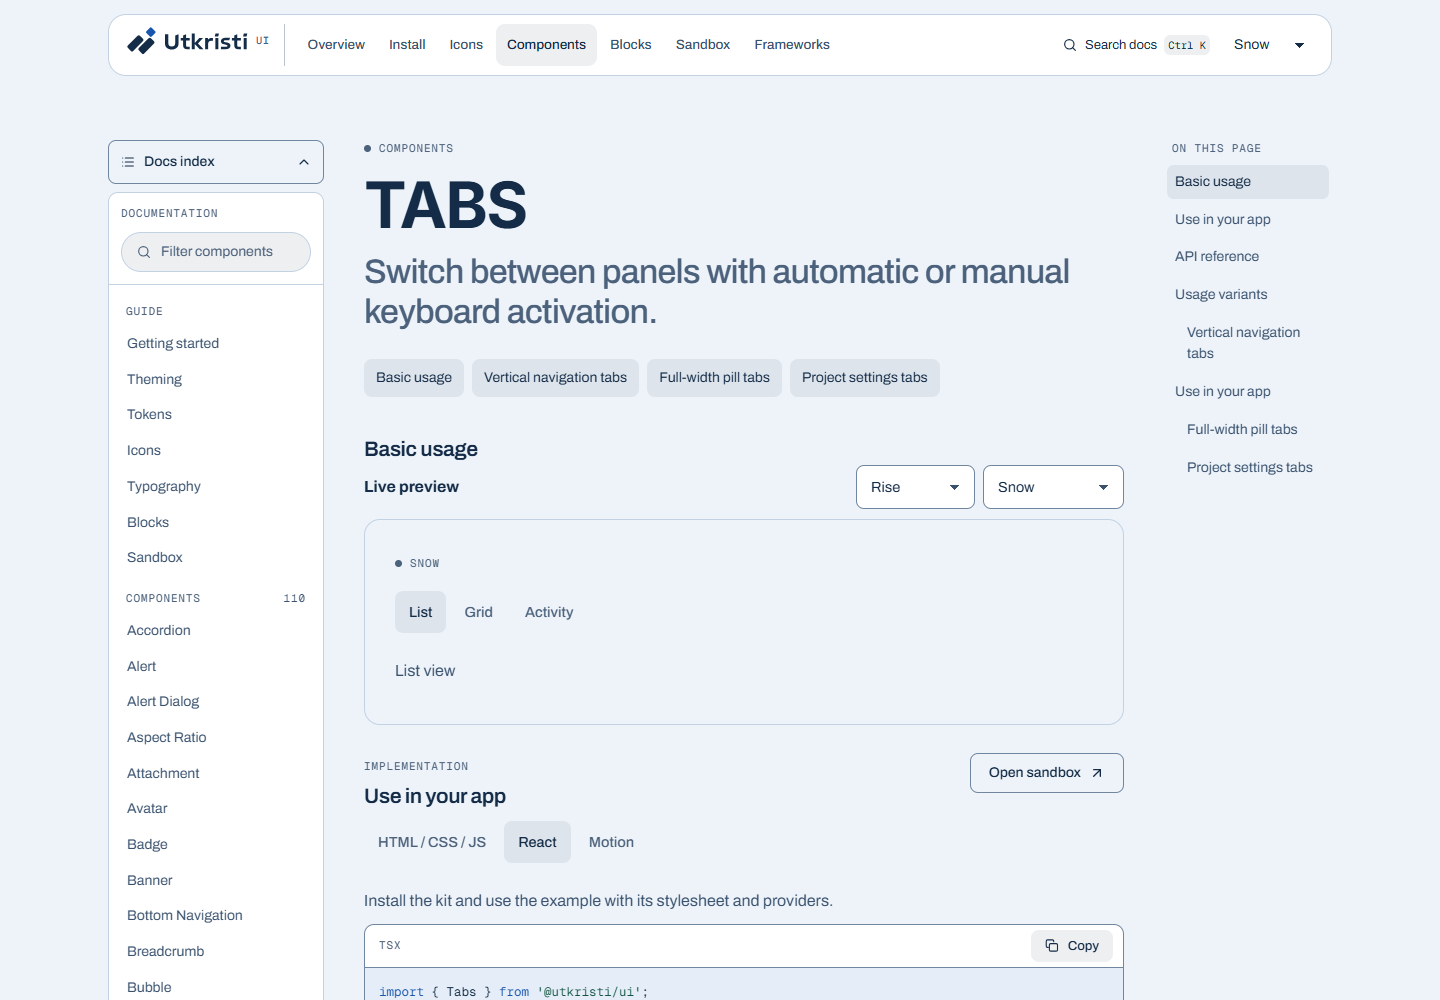 Utkristi UI
Overview
Install
Icons
Components
Blocks
Sandbox
Frameworks
Search docs
Ctrl K
Snow
Docs index
DOCUMENTATION
Filter components
GUIDE
Getting started
Theming
Tokens
Icons
Typography
Blocks
Sandbox
COMPONENTS 110
Accordion
Alert
Alert Dialog
Aspect Ratio
Attachment
Avatar
Badge
Banner
Bottom Navigation
Breadcrumb
Bubble
COMPONENTS
TABS
Switch between panels with automatic or manual
keyboard activation.
Basic usage
Vertical navigation tabs
Full-width pill tabs
Project settings tabs
Basic usage
Live preview
Rise
Snow
SNOW
List
Grid
Activity
List view
IMPLEMENTATION
Use in your app
Open sandbox
HTML / CSS / JS
React
Motion
Install the kit and use the example with its stylesheet and providers.
TSX
Copy
import { Tabs } from '@utkristi/ui';
ON THIS PAGE
Basic usage
Use in your app
API reference
Usage variants
Vertical navigation
tabs
Use in your app
Full-width pill tabs
Project settings tabs